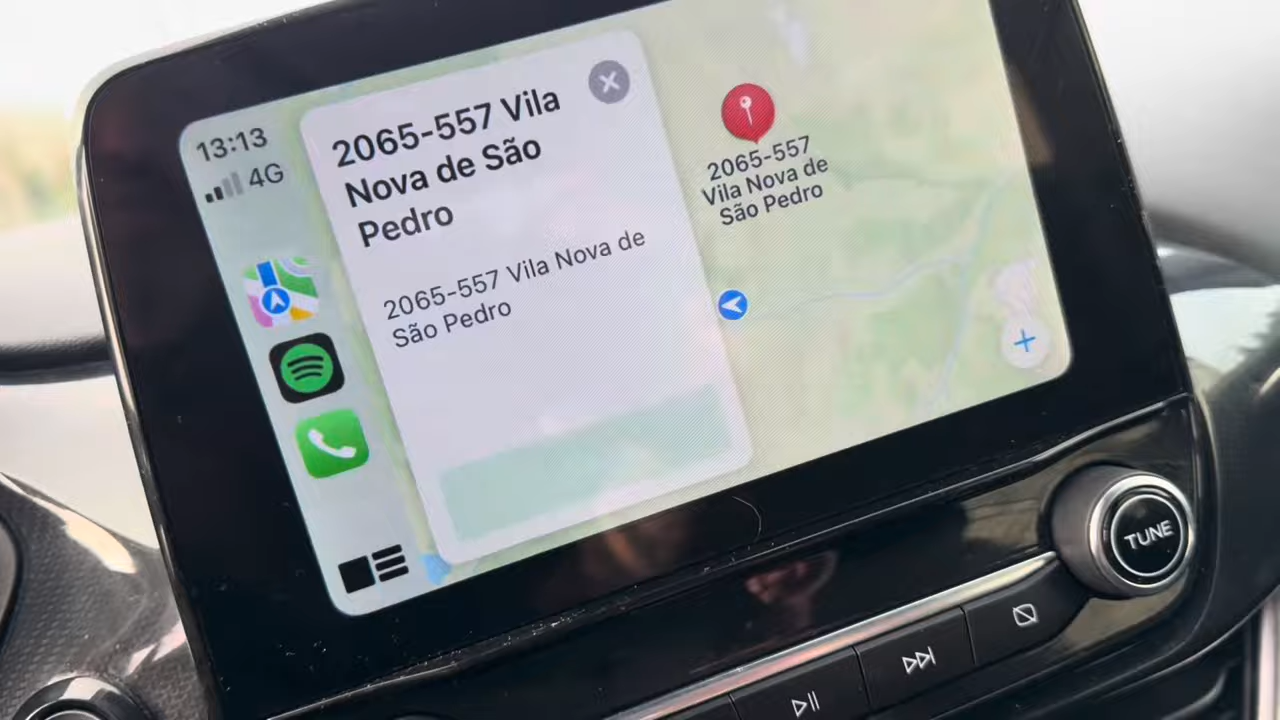 13:13
4G
2065-557 Vila
Nova de São
Pedro
2065-557 Vila Nova de
São Pedro
2065-557
Vila Nova de
São Pedro
TUNE